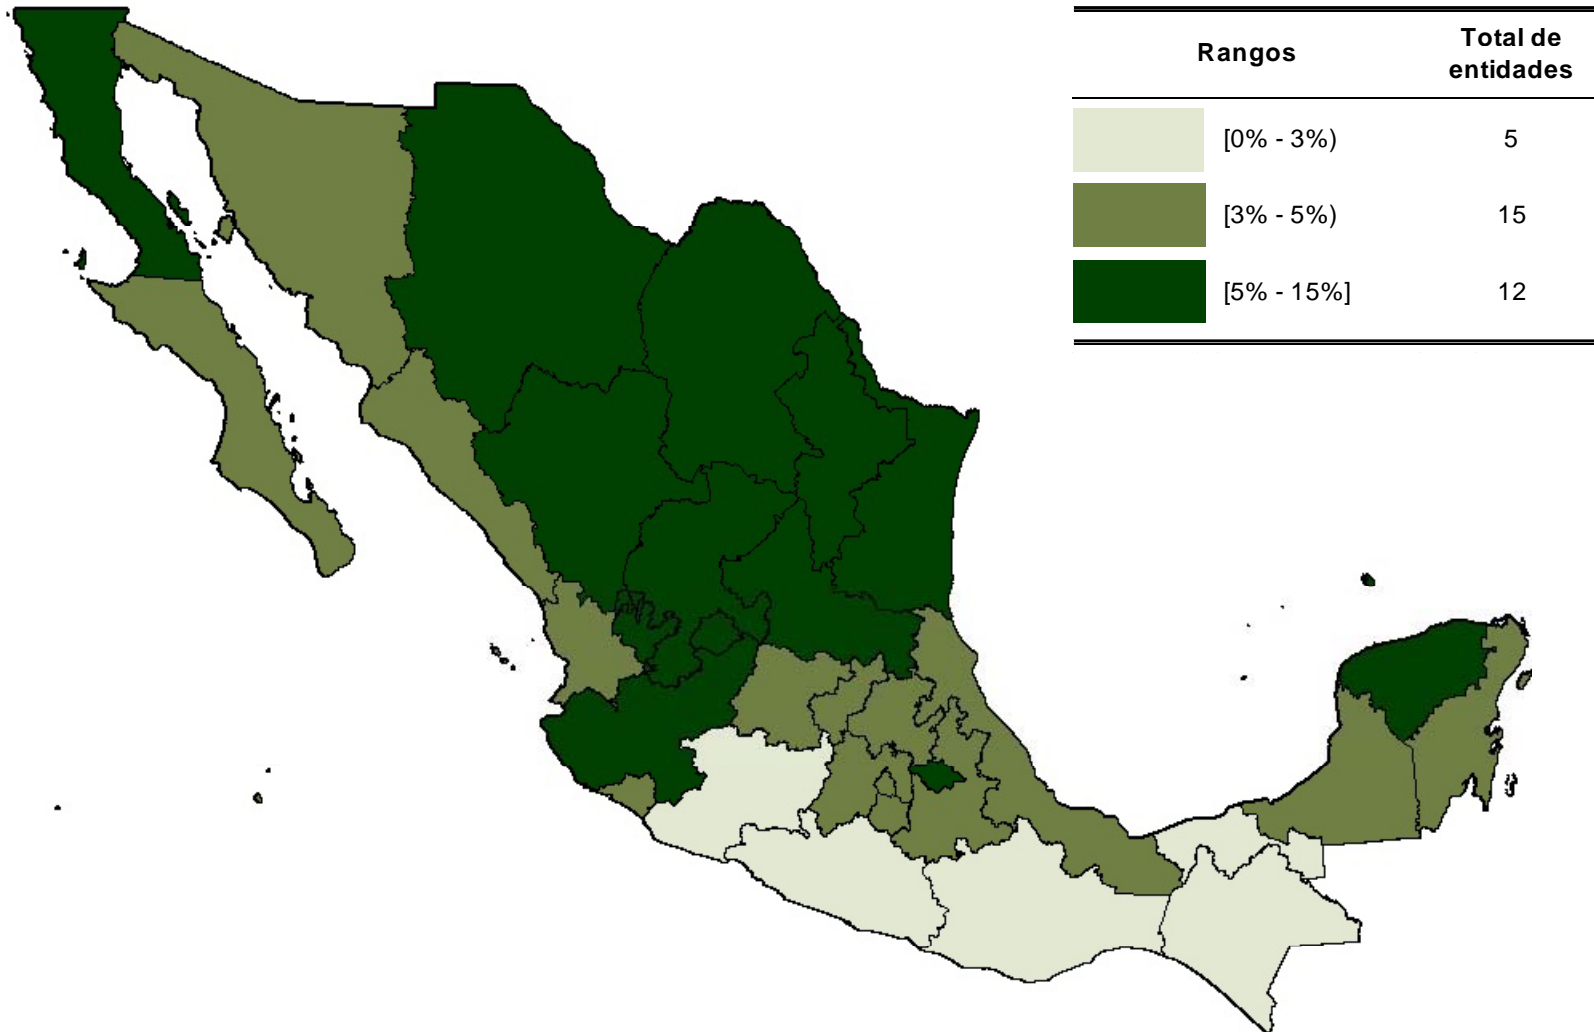 Rangos Total de entidades
[0% - 3%) 5
[3% - 5%) 15
[5% - 15%] 12